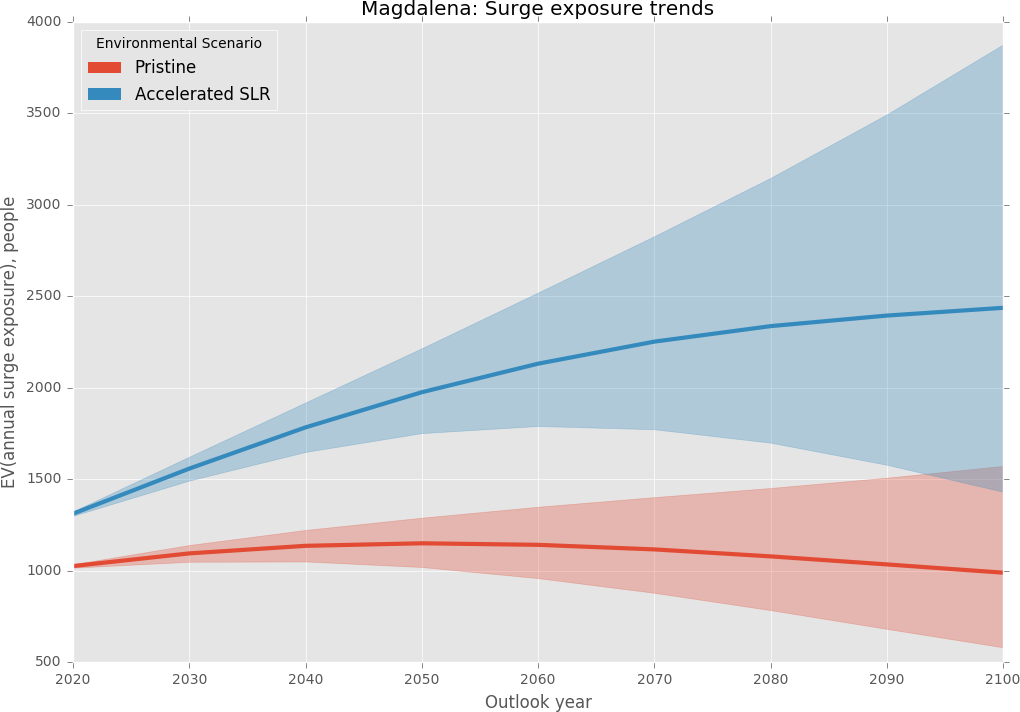 Magdalena: Surge exposure trends
Environmental Scenario
Pristine
Accelerated SLR
EV(annual surge exposure), people
4000
3500
3000
2500
2000
1500
1000
500
2020 2030 2040 2050 2060 2070 2080 2090 2100
Outlook year